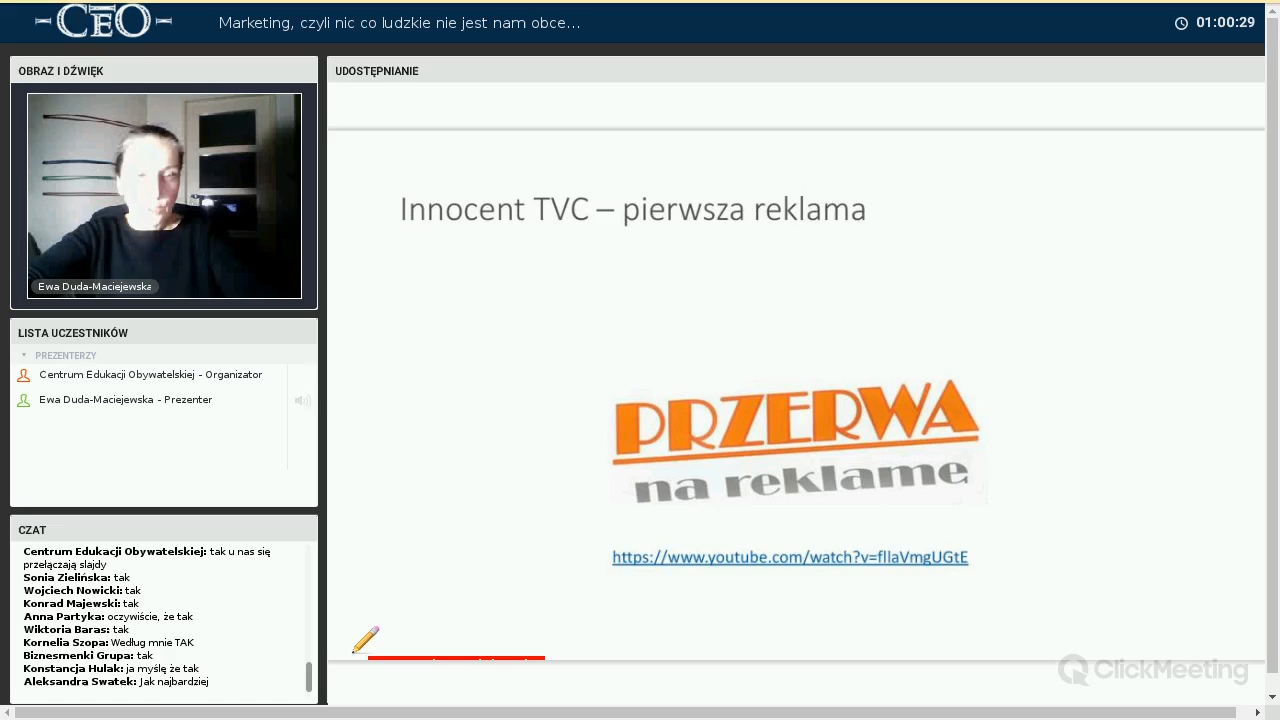 CEO
Marketing, czyli nic co ludzkie nie jest nam obce...
01:00:29
OBRAZ I DŹWIĘK
Ewa Duda-Maciejewska
LISTA UCZESTNIKÓW
PREZENTERZY
Centrum Edukacji Obywatelskiej - Organizator
Ewa Duda-Maciejewska - Prezenter
CZAT
Centrum Edukacji Obywatelskiej: tak u nas się
przełączają slajdy
Sonia Zielińska: tak
Wojciech Nowicki: tak
Konrad Majewski: tak
Anna Partyka: oczywiście, że tak
Wiktoria Baras: tak
Kornelia Szopa: Według mnie TAK
Biznesmenki Grupa: tak
Konstancja Hulak: ja myślę że tak
Aleksandra Swatek: Jak najbardziej
UDOSTĘPNIANIE
Innocent TVC – pierwsza reklama
PRZERWA
na reklame
https://www.youtube.com/watch?v=fllaVmgUGtE
ClickMeeting